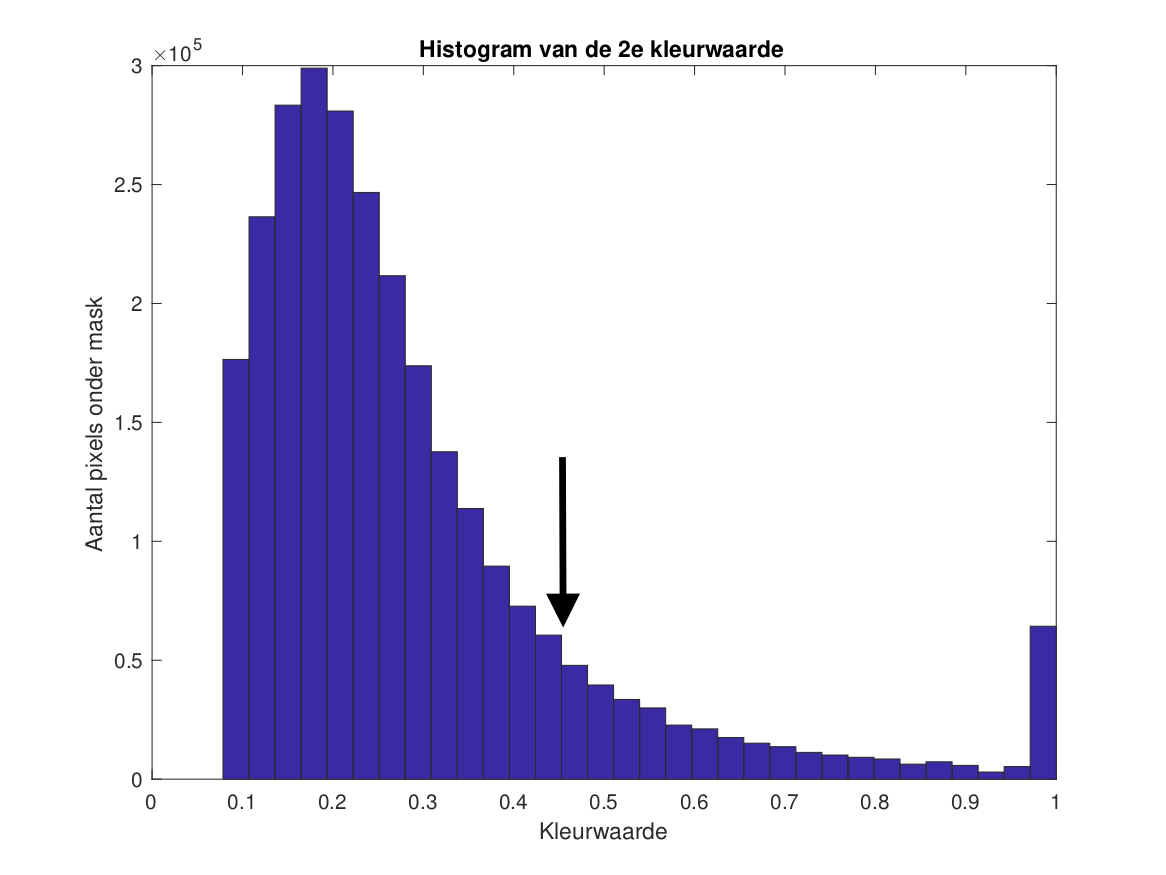 Histogram van de 2e kleurwaarde
×10⁵
3
2.5
2
1.5
1
0.5
0
Aantal pixels onder mask
0 0.1 0.2 0.3 0.4 0.5 0.6 0.7 0.8 0.9 1
Kleurwaarde